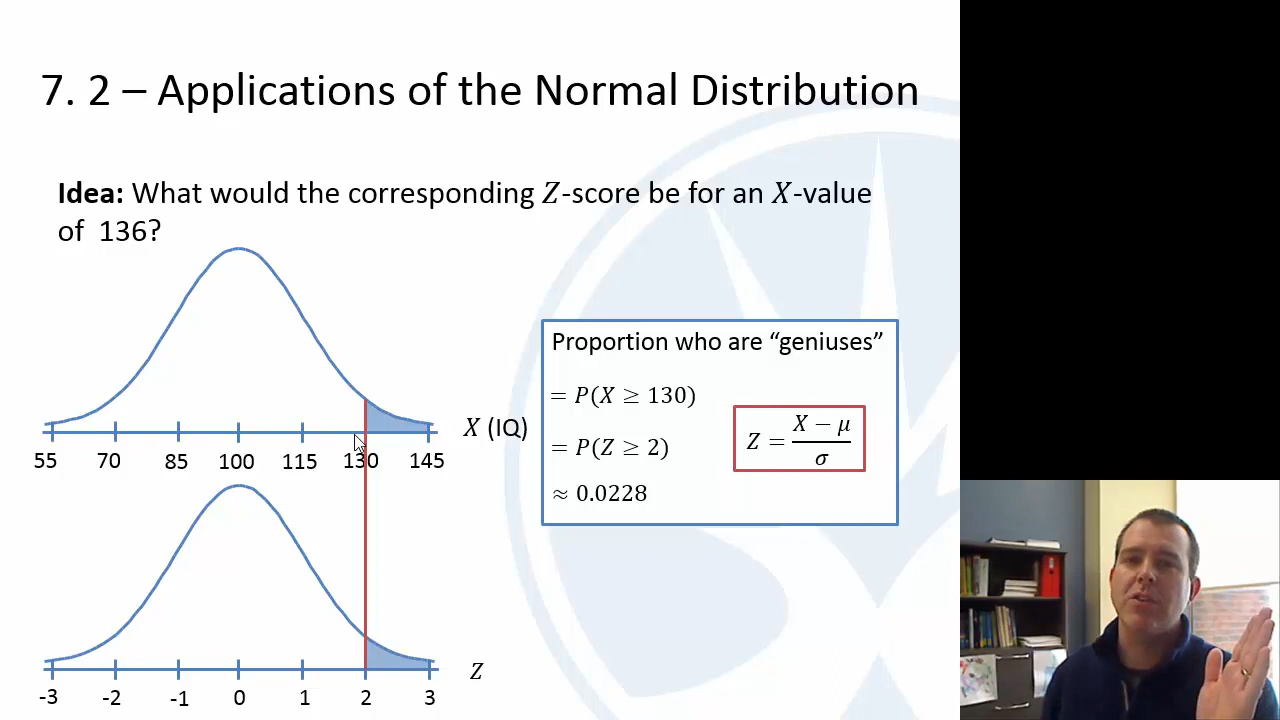 7. 2 – Applications of the Normal Distribution
Idea: What would the corresponding Z-score be for an X-value
of 136?
X (IQ)
55 70 85 100 115 130 145
Z
-3 -2 -1 0 1 2 3
Proportion who are “geniuses”
= P(X ≥ 130)
= P(Z ≥ 2)
≈ 0.0228
Z = (X − μ) / σ